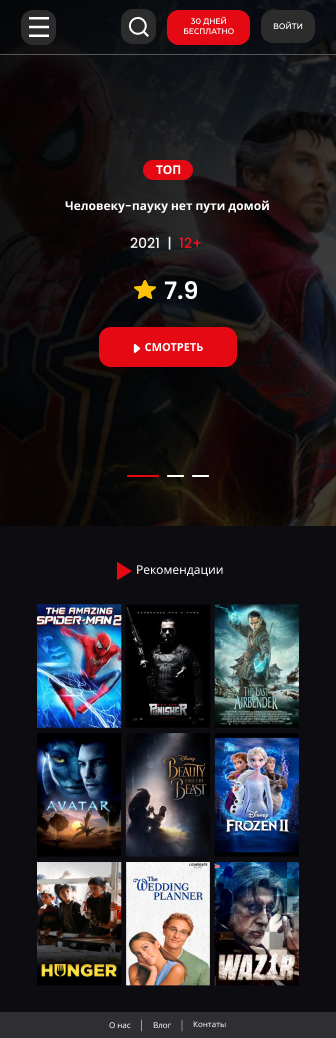 30 ДНЕЙ
БЕСПЛАТНО
ВОЙТИ
ТОП
Человеку-пауку нет пути домой
2021 | 12+
7.9
СМОТРЕТЬ
Рекомендации
THE AMAZING
SPIDER-MAN 2
PUNISHER
THE LAST
AIRBENDER
AVATAR
Disney
BEAUTY
AND THE
BEAST
Disney
FROZEN II
HUNGER
The
WEDDING
PLANNER
WAZIR
О нас | Влог | Контакты